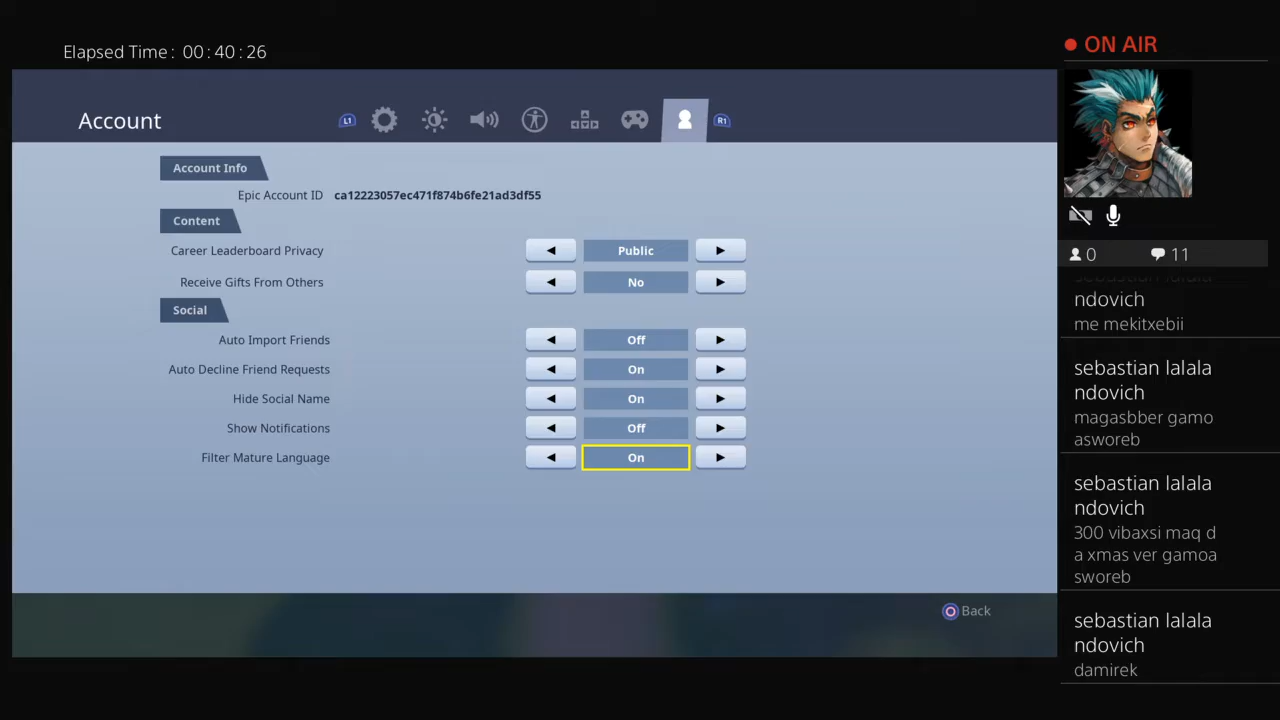 Elapsed Time: 00:40:26
ON AIR
Account
L1
R1
Account Info
Epic Account ID ca12223057ec471f874b6fe21ad3df55
Content
Career Leaderboard Privacy Public
Receive Gifts From Others No
Social
Auto Import Friends Off
Auto Decline Friend Requests On
Hide Social Name On
Show Notifications Off
Filter Mature Language On
Back
0 11
sebastian lalala
ndovich
me mekitxebii
sebastian lalala
ndovich
magasbber gamo
asworeb
sebastian lalala
ndovich
300 vibaxsi maq d
a xmas ver gamoa
sworeb
sebastian lalala
ndovich
damirek